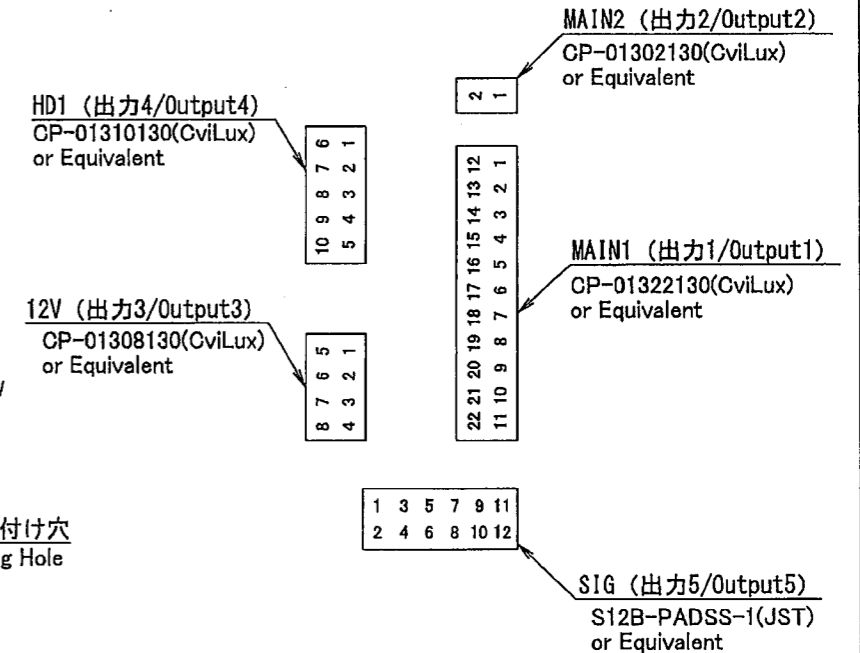 MAIN2 (出力2/Output2)
CP-01302130(CviLux)
or Equivalent
2 1
HD1 (出力4/Output4)
CP-01310130(CviLux)
or Equivalent
6 1
7 2
8 3
9 4
10 5
12 1
13 2
14 3
15 4
16 5
17 6
18 7
19 8
20 9
21 10
22 11
MAIN1 (出力1/Output1)
CP-01322130(CviLux)
or Equivalent
12V (出力3/Output3)
CP-01308130(CviLux)
or Equivalent
5 1
6 2
7 3
8 4
1 3 5 7 9 11
2 4 6 8 10 12
付け穴
g Hole
SIG (出力5/Output5)
S12B-PADSS-1(JST)
or Equivalent